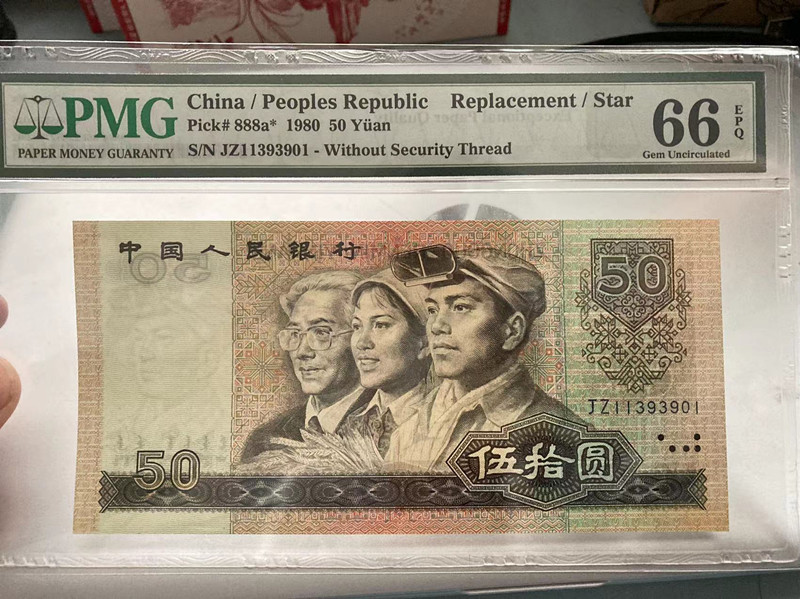 PMG
PAPER MONEY GUARANTY
China / Peoples Republic Replacement / Star
Pick# 888a* 1980 50 Yüan
S/N JZ11393901 - Without Security Thread
66
EPQ
Gem Uncirculated
中国人民银行
50
JZ11393901
50
伍拾圆